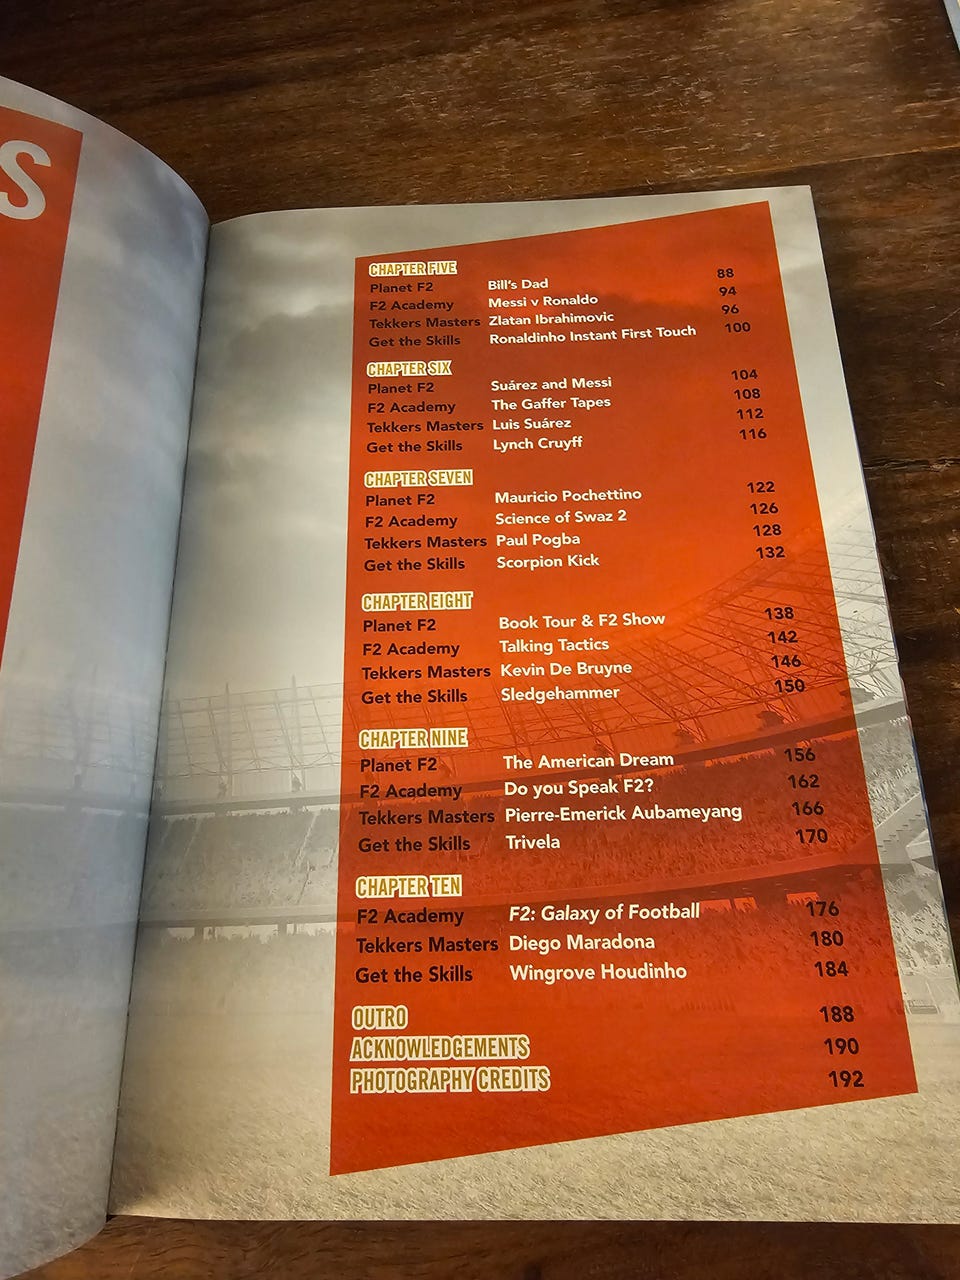 S
CHAPTER FIVE
Planet F2 Bill's Dad 88
F2 Academy Messi v Ronaldo 94
Tekkers Masters Zlatan Ibrahimovic 96
Get the Skills Ronaldinho Instant First Touch 100
CHAPTER SIX
Planet F2 Suárez and Messi 104
F2 Academy The Gaffer Tapes 108
Tekkers Masters Luis Suárez 112
Get the Skills Lynch Cruyff 116
CHAPTER SEVEN
Planet F2 Mauricio Pochettino 122
F2 Academy Science of Swaz 2 126
Tekkers Masters Paul Pogba 128
Get the Skills Scorpion Kick 132
CHAPTER EIGHT
Planet F2 Book Tour & F2 Show 138
F2 Academy Talking Tactics 142
Tekkers Masters Kevin De Bruyne 146
Get the Skills Sledgehammer 150
CHAPTER NINE
Planet F2 The American Dream 156
F2 Academy Do you Speak F2? 162
Tekkers Masters Pierre-Emerick Aubameyang 166
Get the Skills Trivela 170
CHAPTER TEN
F2 Academy F2: Galaxy of Football 176
Tekkers Masters Diego Maradona 180
Get the Skills Wingrove Houdinho 184
OUTRO 188
ACKNOWLEDGEMENTS 190
PHOTOGRAPHY CREDITS 192